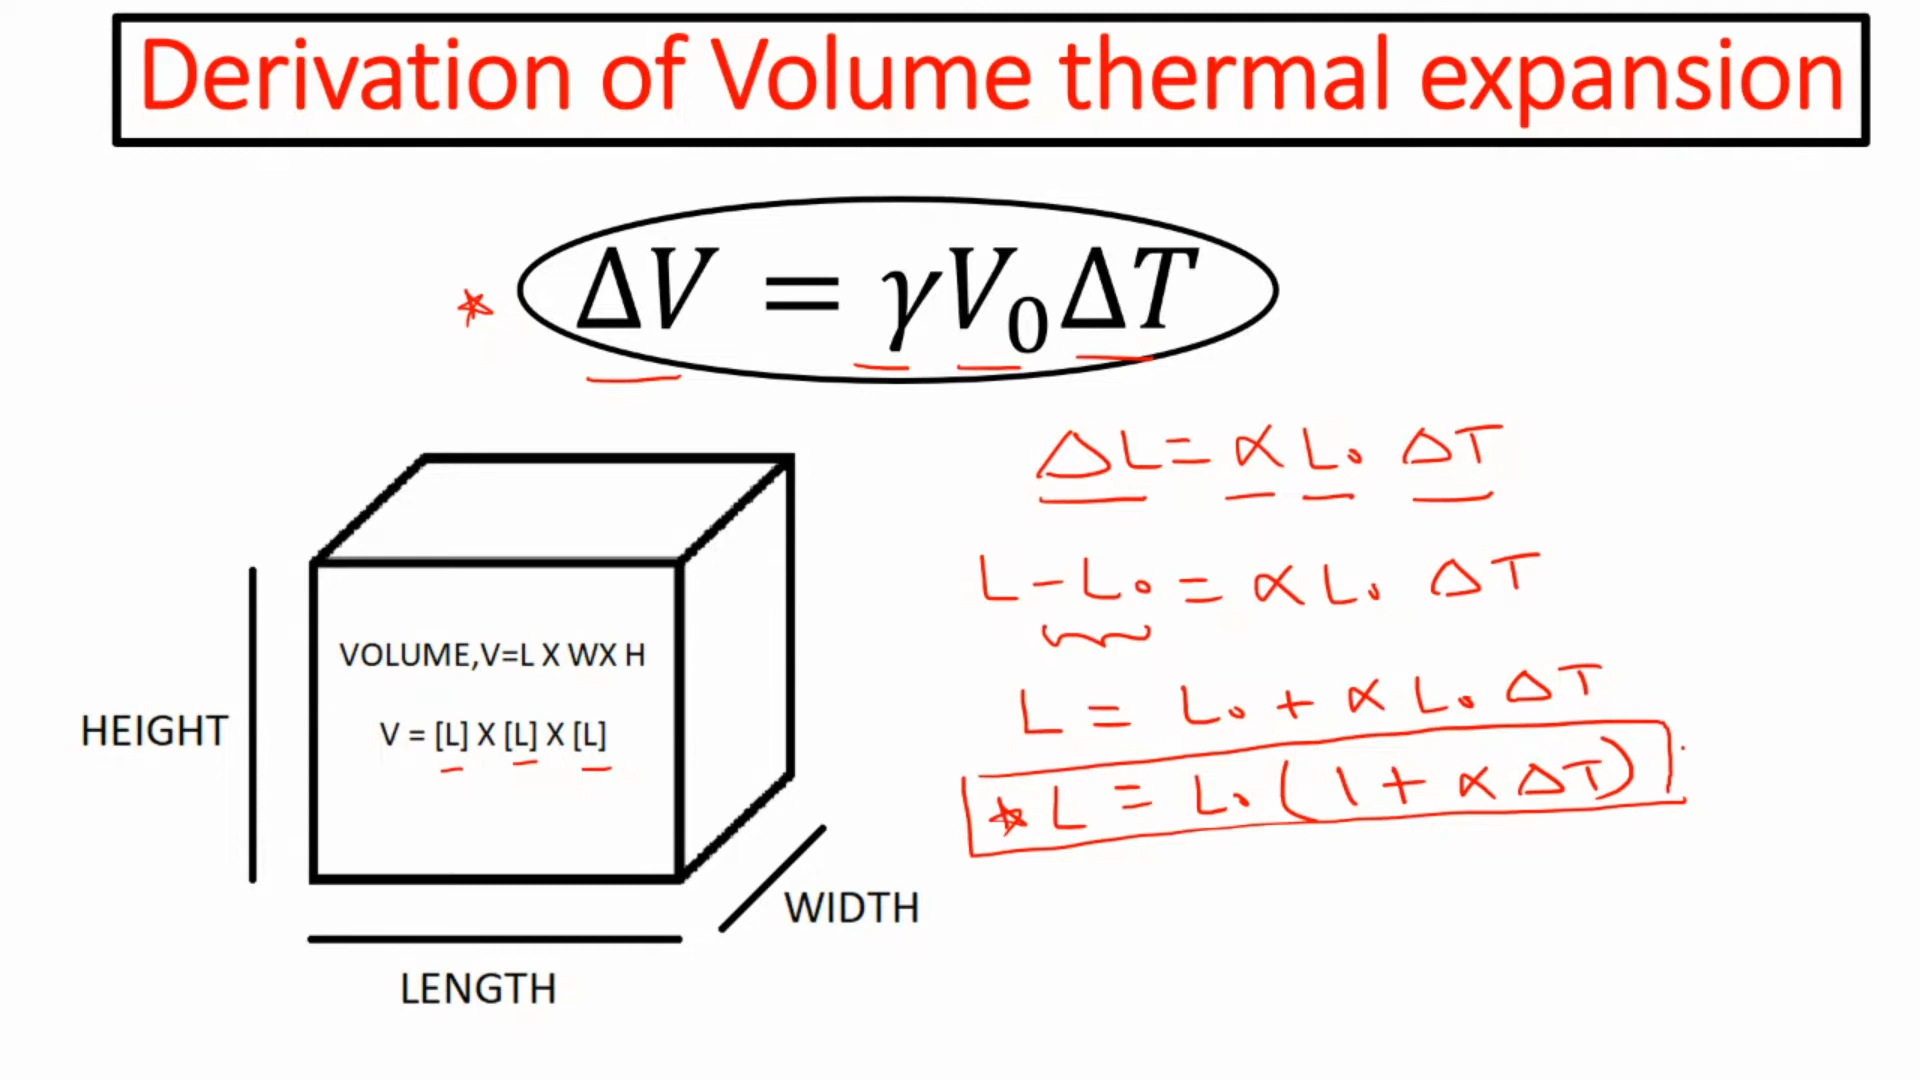 Derivation of Volume thermal expansion
* ΔV = γV₀ΔT
ΔL = α L₀ ΔT
L - L₀ = α L₀ ΔT
L = L₀ + α L₀ ΔT
* L = L₀ ( 1 + α ΔT )
VOLUME,V=L X WX H
V = [L] X [L] X [L]
HEIGHT
WIDTH
LENGTH